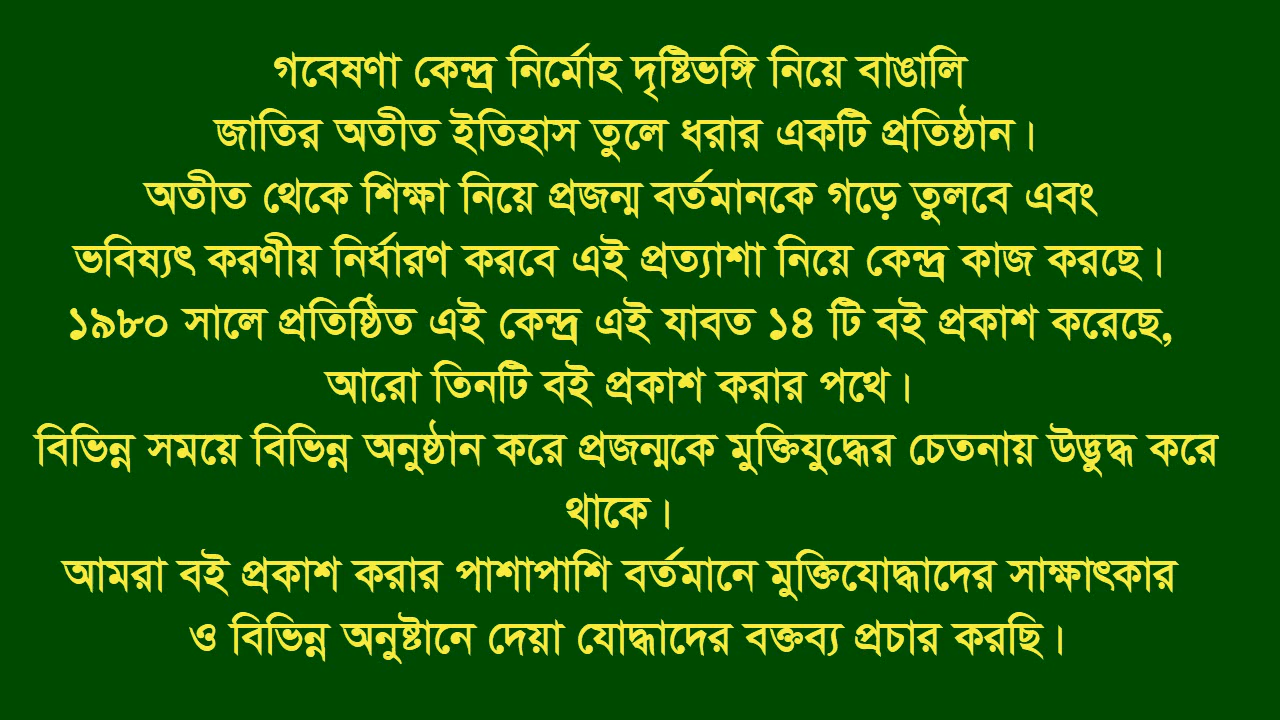 গবেষণা কেন্দ্র নির্মোহ দৃষ্টিভঙ্গি নিয়ে বাঙালি
জাতির অতীত ইতিহাস তুলে ধরার একটি প্রতিষ্ঠান।
অতীত থেকে শিক্ষা নিয়ে প্রজন্ম বর্তমানকে গড়ে তুলবে এবং
ভবিষ্যৎ করণীয় নির্ধারণ করবে এই প্রত্যাশা নিয়ে কেন্দ্র কাজ করছে।
১৯৮০ সালে প্রতিষ্ঠিত এই কেন্দ্র এই যাবত ১৪ টি বই প্রকাশ করেছে,
আরো তিনটি বই প্রকাশ করার পথে।
বিভিন্ন সময়ে বিভিন্ন অনুষ্ঠান করে প্রজন্মকে মুক্তিযুদ্ধের চেতনায় উদ্ভুদ্ধ করে
থাকে।
আমরা বই প্রকাশ করার পাশাপাশি বর্তমানে মুক্তিযোদ্ধাদের সাক্ষাৎকার
ও বিভিন্ন অনুষ্টানে দেয়া যোদ্ধাদের বক্তব্য প্রচার করছি।